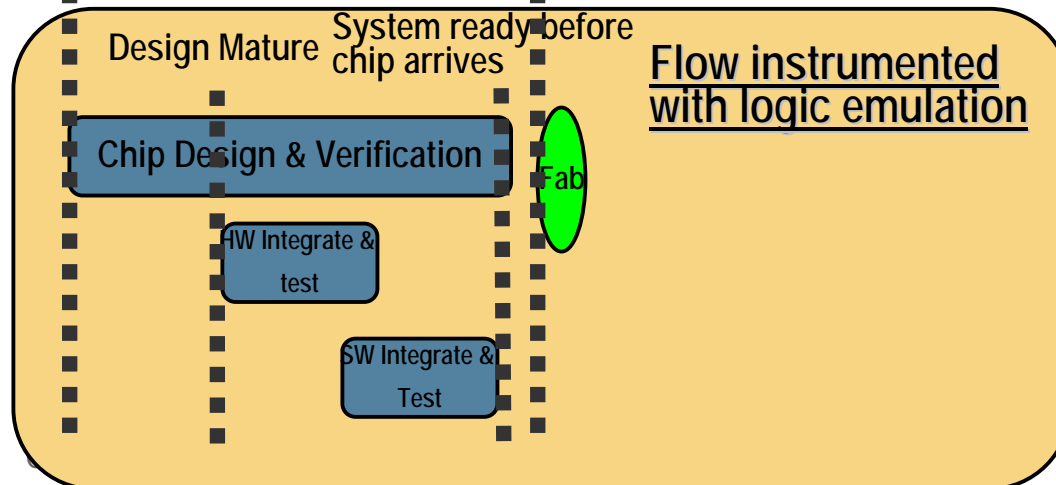 Design Mature
System ready before
chip arrives
Flow instrumented
with logic emulation
Chip Design & Verification
Fab
HW Integrate &
test
SW Integrate &
Test